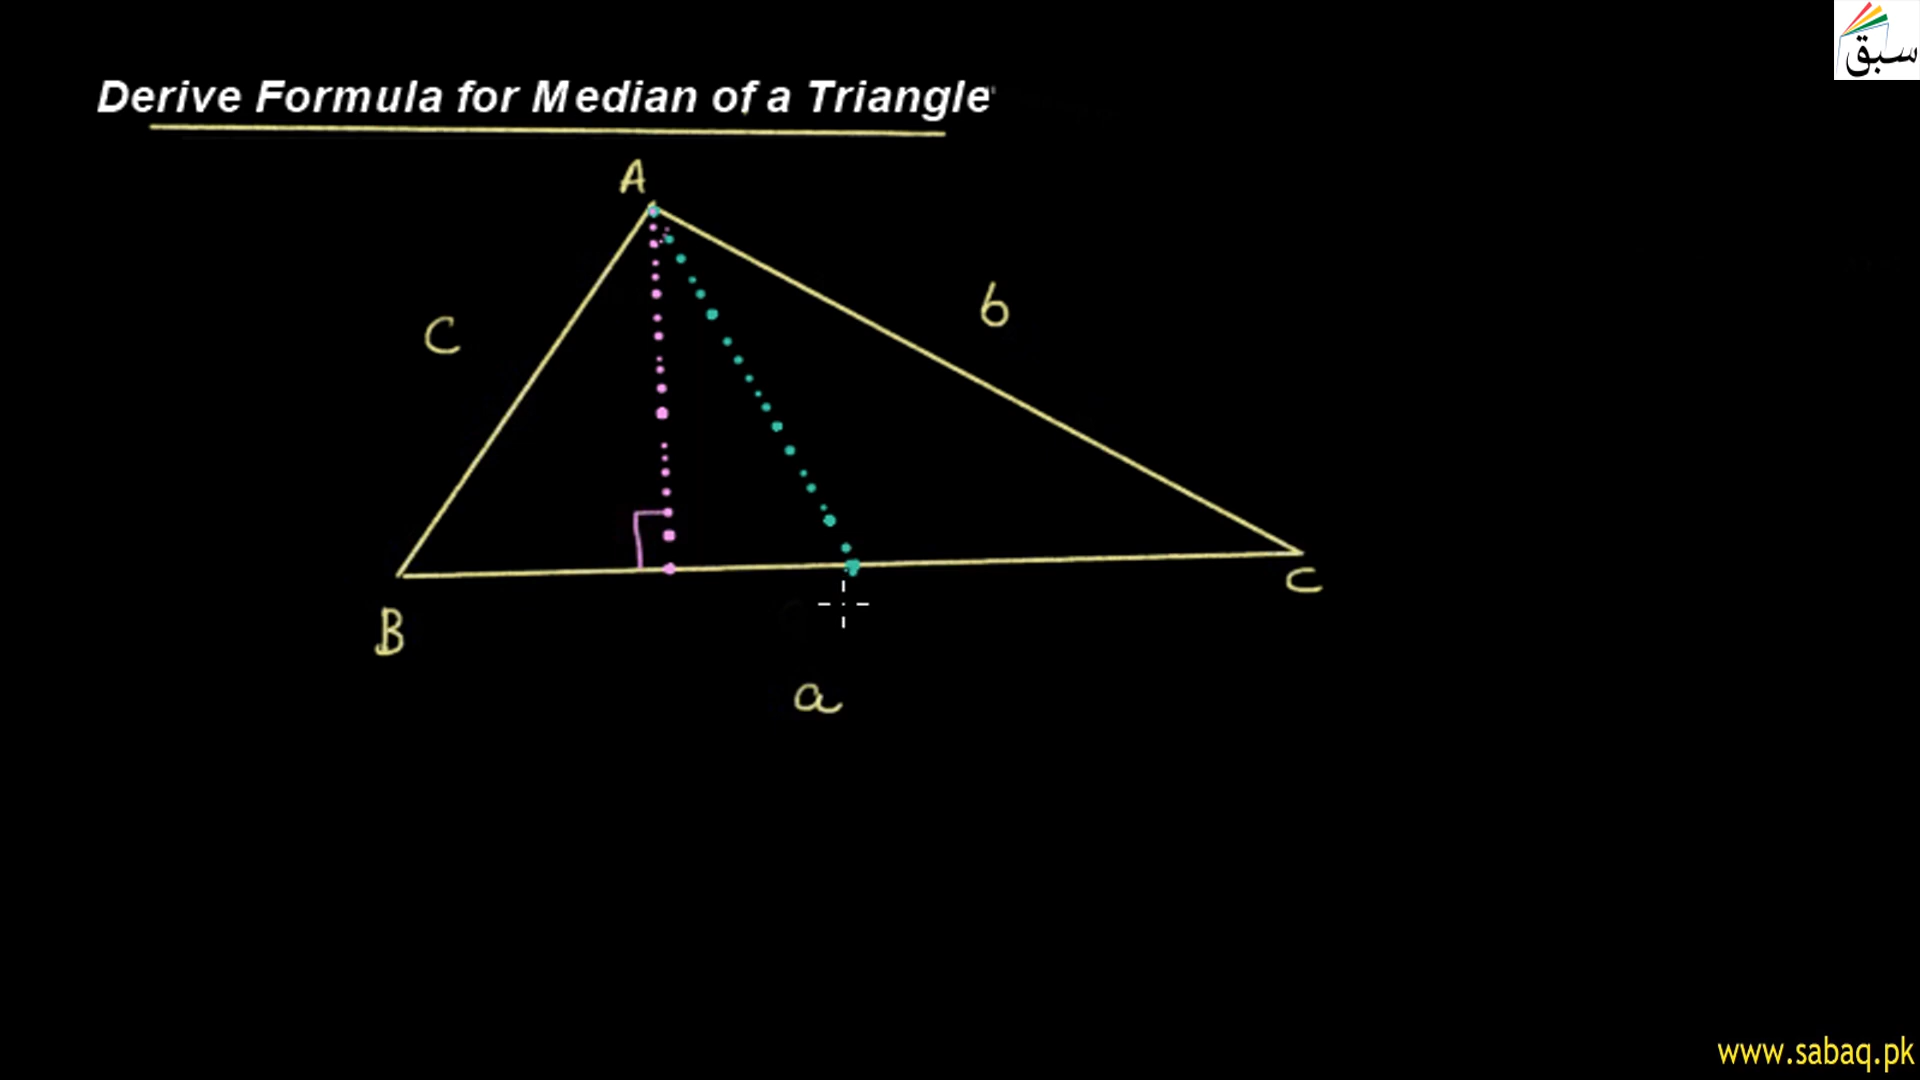 سبق
Derive Formula for Median of a Triangle
A
b
c
C
B
a
www.sabaq.pk